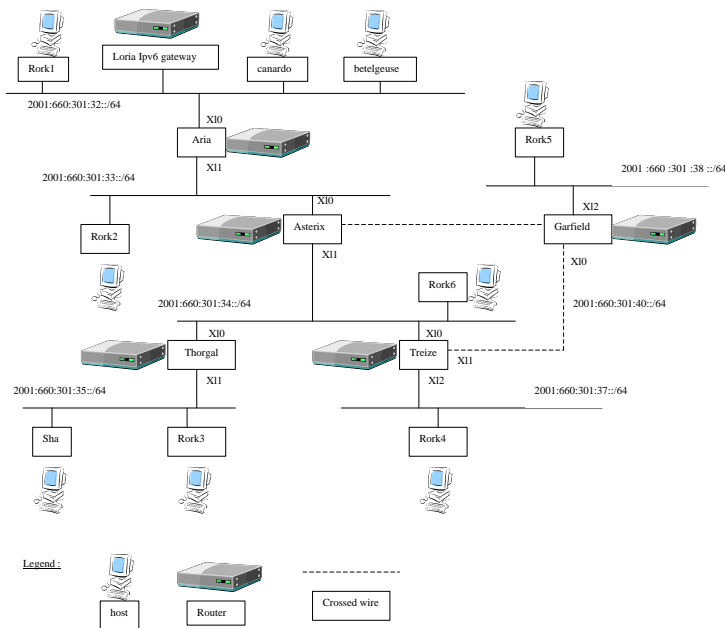 Loria Ipv6 gateway
Rork1
canardo
betelgeuse
2001:660:301:32::/64
Xl0
Aria
Xl1
Rork5
2001 :660 :301 :38 ::/64
2001:660:301:33::/64
Xl0
Xl2
Asterix
Garfield
Rork2
Xl1
Xl0
Rork6
2001:660:301:34::/64
2001:660:301:40::/64
Xl0
Xl0
Thorgal
Treize
Xl1
Xl1
Xl2
2001:660:301:35::/64
2001:660:301:37::/64
Sha
Rork3
Rork4
Legend :
host
Router
Crossed wire